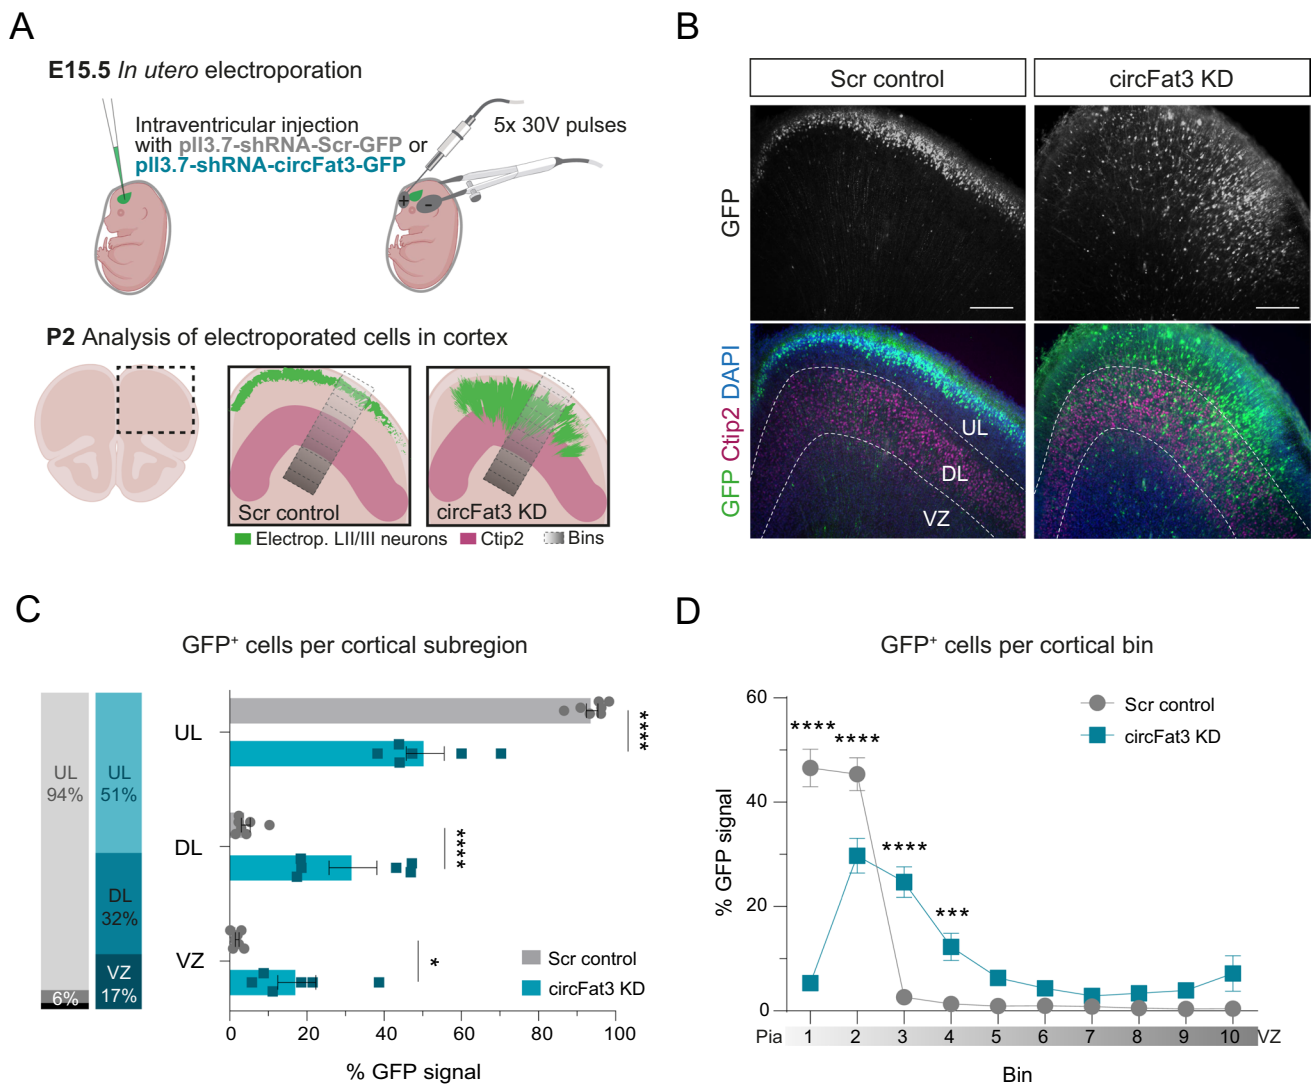 A
E15.5 In utero electroporation
Intraventricular injection
with pll3.7-shRNA-Scr-GFP or
pll3.7-shRNA-circFat3-GFP
5x 30V pulses
+
-
P2 Analysis of electroporated cells in cortex
Scr control
circFat3 KD
Electrop. LII/III neurons
Ctip2
Bins
B
Scr control
circFat3 KD
GFP
GFP Ctip2 DAPI
UL
DL
VZ
C
GFP⁺ cells per cortical subregion
UL
94%
6%
UL
51%
DL
32%
VZ
17%
UL
DL
VZ
****
****
*
Scr control
circFat3 KD
0
20
40
60
80
100
% GFP signal
D
GFP⁺ cells per cortical bin
% GFP signal
60
40
20
0
****
****
****
***
Scr control
circFat3 KD
Pia
1
2
3
4
5
6
7
8
9
10
VZ
Bin